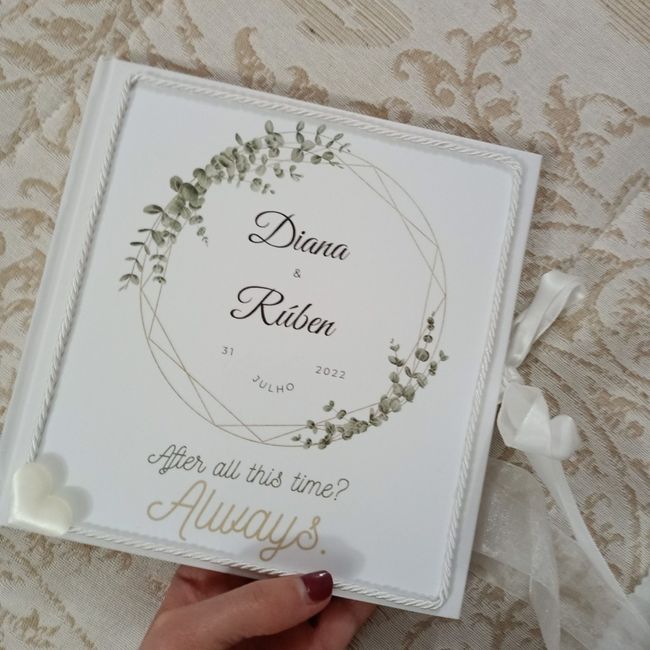 Diana
&
Rúben
31 JULHO 2022
After all this time?
Always.